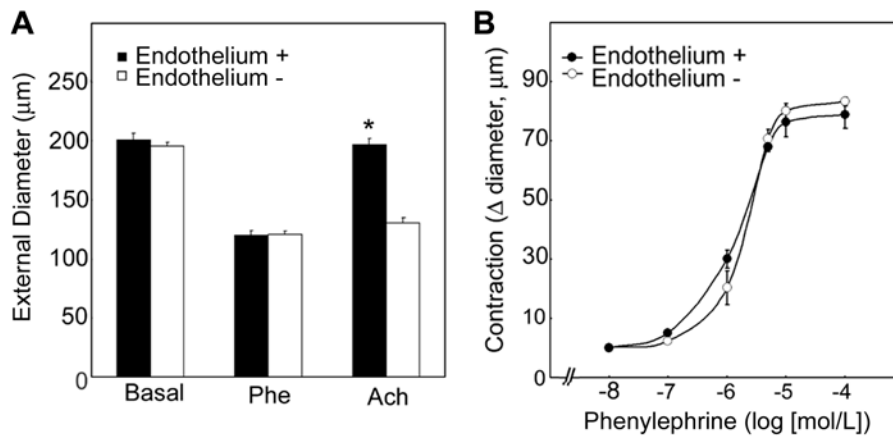 A
Endothelium +
Endothelium -
External Diameter (μm)
250
200
150
100
50
0
*
Basal Phe Ach
B
Endothelium +
Endothelium -
Contraction (Δ diameter, μm)
90
70
50
30
10
0
-8 -7 -6 -5 -4
Phenylephrine (log [mol/L])